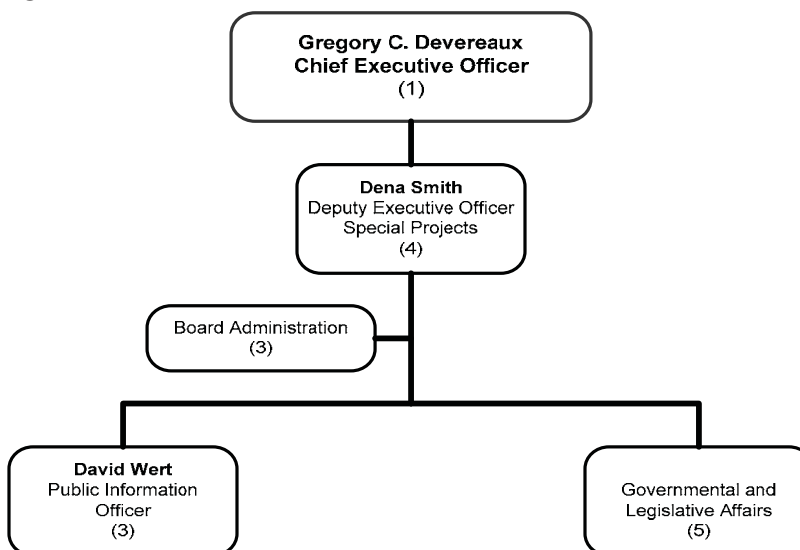 Gregory C. Devereaux
Chief Executive Officer
(1)
Dena Smith
Deputy Executive Officer
Special Projects
(4)
Board Administration
(3)
David Wert
Public Information
Officer
(3)
Governmental and
Legislative Affairs
(5)